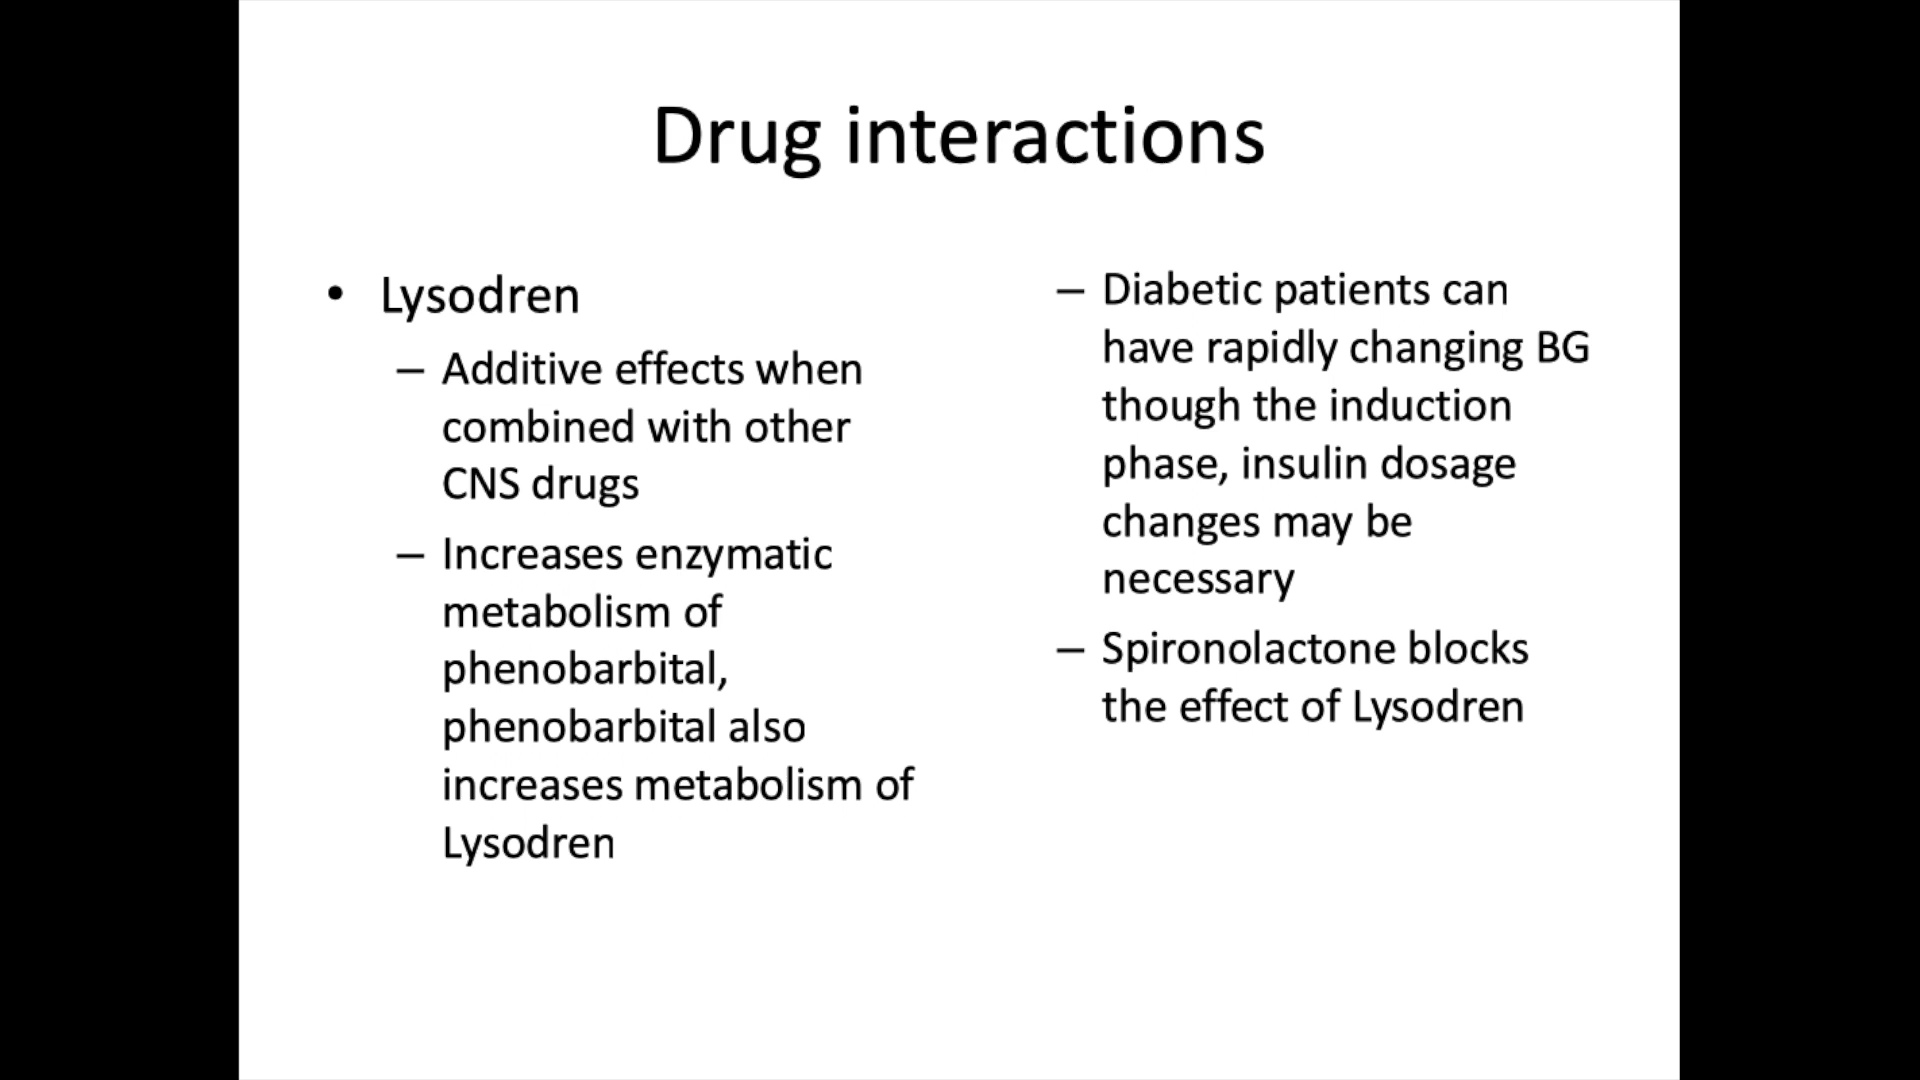 Drug interactions
• Lysodren
– Additive effects when
combined with other
CNS drugs
– Increases enzymatic
metabolism of
phenobarbital,
phenobarbital also
increases metabolism of
Lysodren
– Diabetic patients can
have rapidly changing BG
though the induction
phase, insulin dosage
changes may be
necessary
– Spironolactone blocks
the effect of Lysodren